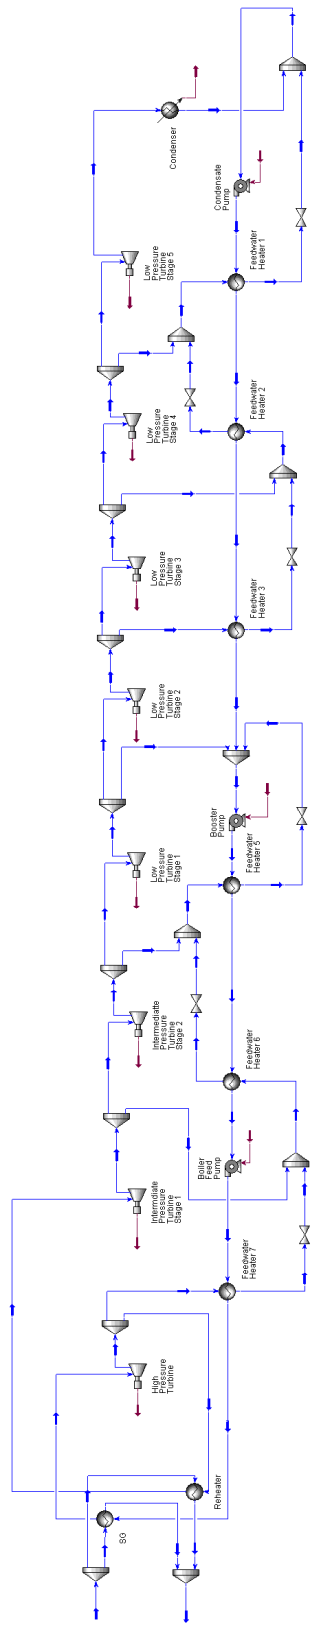 Condenser
Condensate
Pump
Low
Pressure
Turbine
Stage 5
Feedwater
Heater 1
Low
Pressure
Turbine
Stage 4
Feedwater
Heater 2
Low
Pressure
Turbine
Stage 3
Feedwater
Heater 3
Low
Pressure
Turbine
Stage 2
Booster
Pump
Low
Pressure
Turbine
Stage 1
Feedwater
Heater 5
Intermediatte
Pressure
Turbine
Stage 2
Feedwater
Heater 6
Boiler
Feed
Pump
Intermdiate
Pressure
Turbine
Stage 1
Feedwater
Heater 7
High
Pressure
Turbine
Reheater
SG